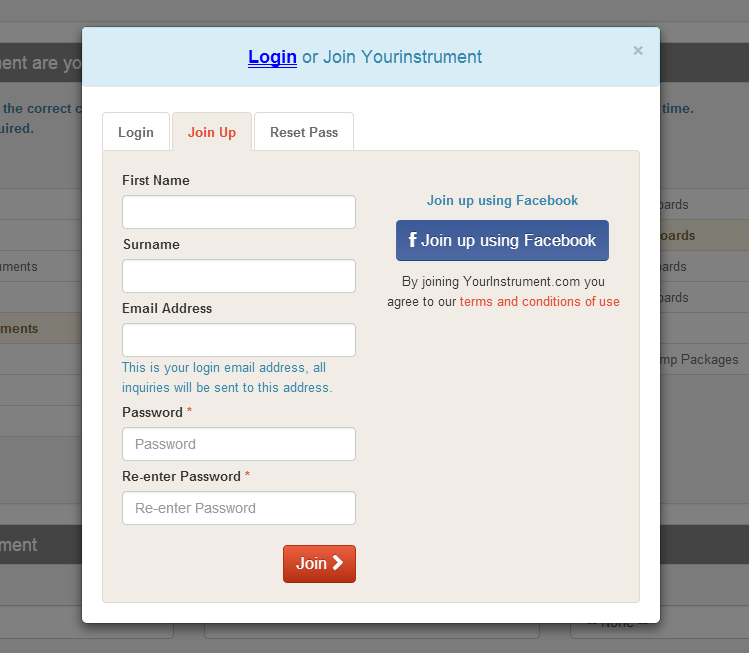 Login or Join Yourinstrument
×
ent are yo
the correct c
time.
uired.
Login
Join Up
Reset Pass
First Name
Surname
Email Address
This is your login email address, all
inquiries will be sent to this address.
Password *
Password
Re-enter Password *
Re-enter Password
Join
Join up using Facebook
f Join up using Facebook
By joining YourInstrument.com you
agree to our terms and conditions of use
uments
ments
ment
oards
oards
ards
oards
mp Packages
-- None --